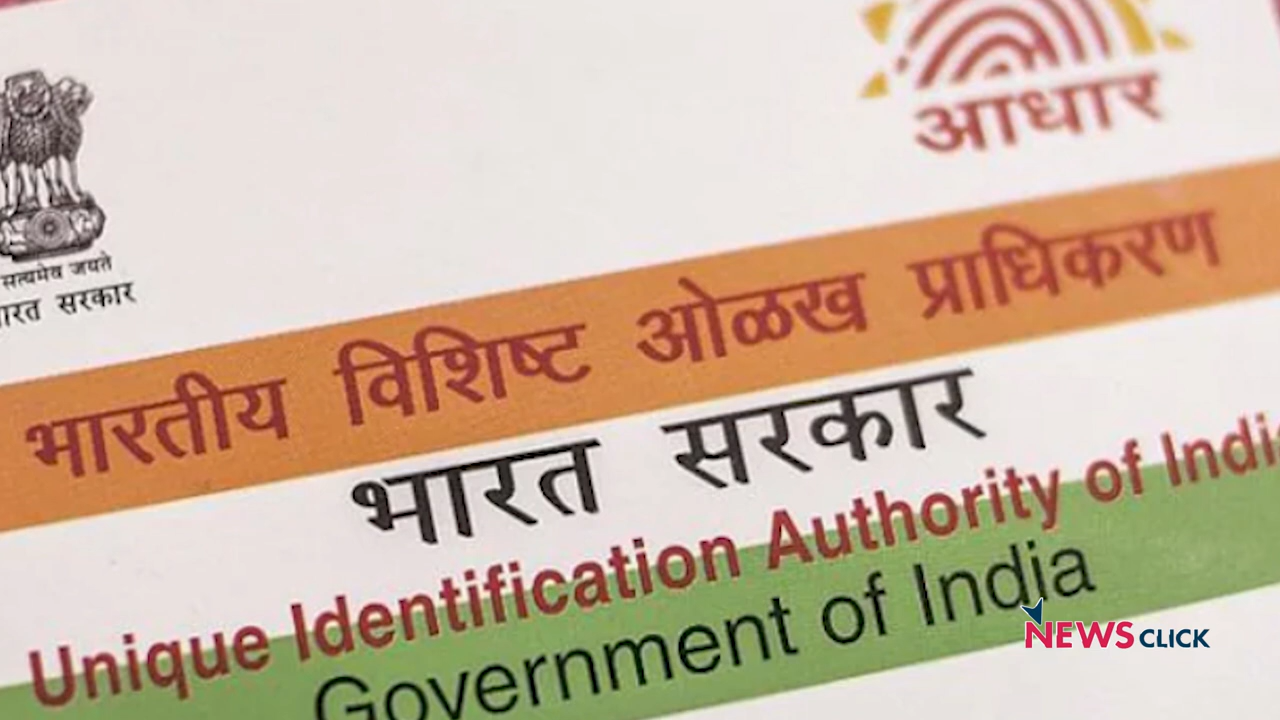 आधार
सत्यमेव जयते
भारत सरकार
भारतीय विशिष्ट ओळख प्राधिकरण
भारत सरकार
Unique Identification Authority of India
Government of India
NEWSCLICK